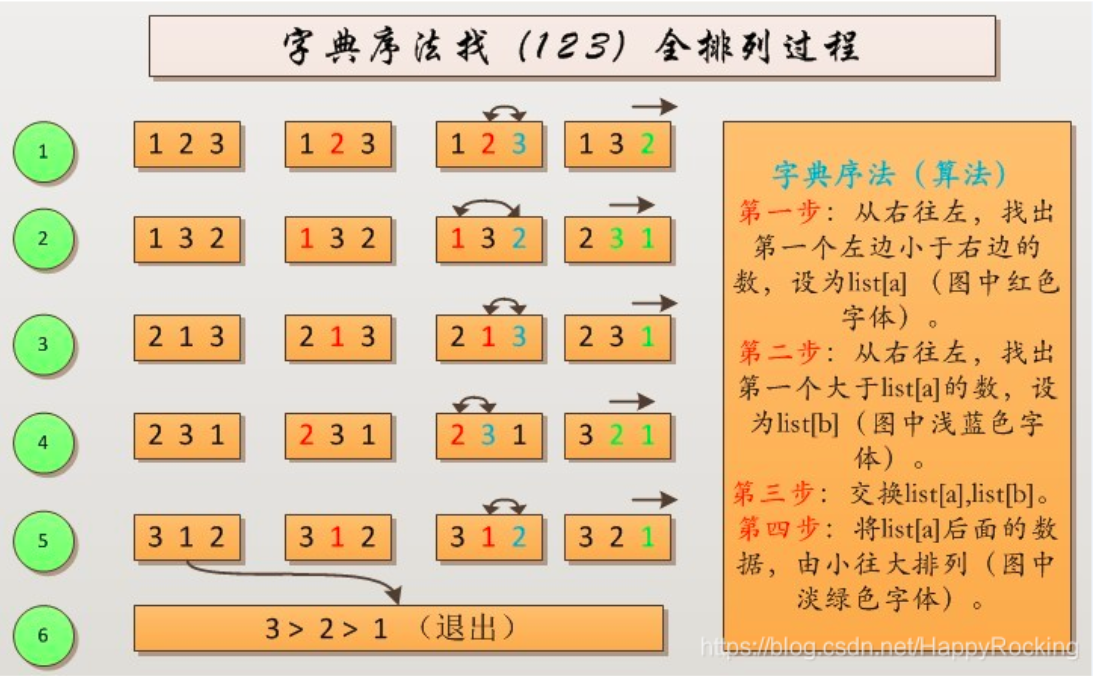 字典序法找（123）全排列过程
1
1 2 3
1 2 3
1 2 3
1 3 2
2
1 3 2
1 3 2
1 3 2
2 3 1
3
2 1 3
2 1 3
2 1 3
2 3 1
4
2 3 1
2 3 1
2 3 1
3 2 1
5
3 1 2
3 1 2
3 1 2
3 2 1
6
3 > 2 > 1 （退出）
字典序法（算法）
第一步：从右往左，找出
第一个左边小于右边的
数，设为list[a]（图中红色
字体）。
第二步：从右往左，找出
第一个大于list[a]的数，设
为list[b]（图中浅蓝色字
体）。
第三步：交换list[a],list[b]。
第四步：将list[a]后面的数
据，由小往大排列（图中
淡绿色字体）。
https://blog.csdn.net/HappyRocking